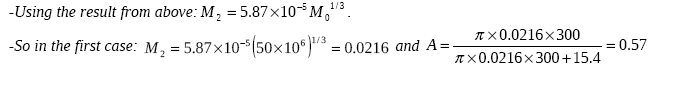 -Using the result from above: M₂ = 5.87×10⁻⁵ M₀^1/3.
-So in the first case: M₂ = 5.87×10⁻⁵(50×10⁶)^1/3 = 0.0216 and A = (π×0.0216×300)/(π×0.0216×300+15.4) = 0.57